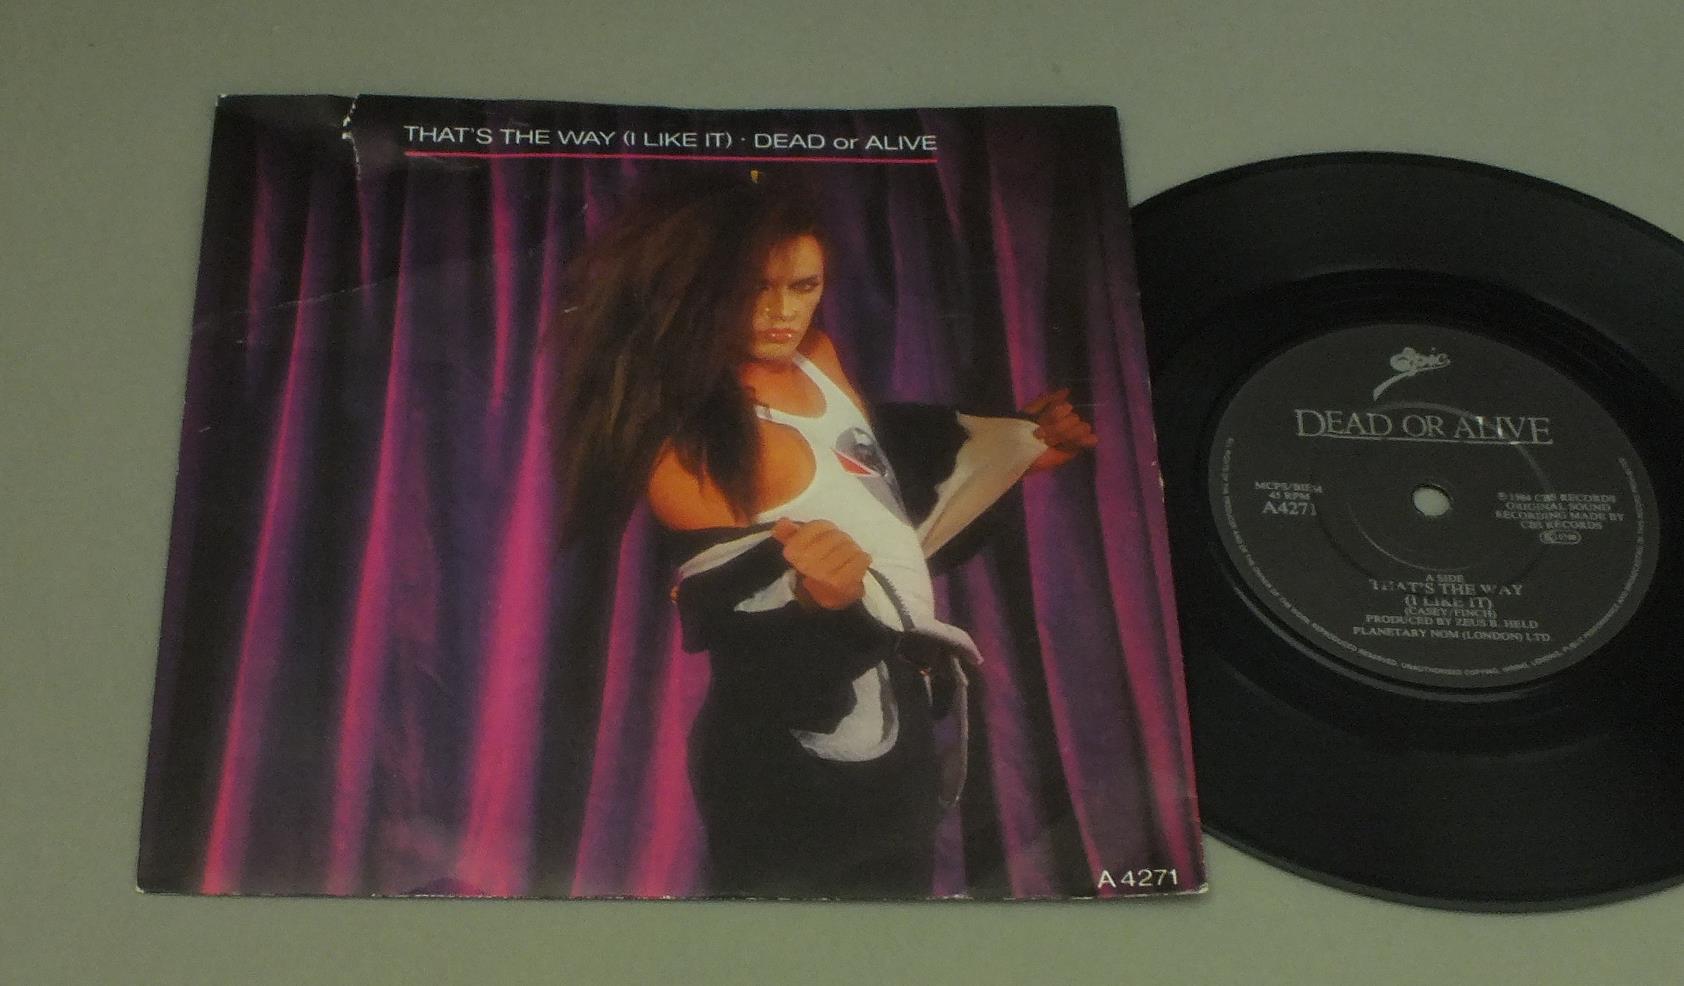 THAT'S THE WAY (I LIKE IT) · DEAD or ALIVE
A 4271
Epic
DEAD OR ALIVE
MCPS/BIEM
45 RPM
A4271
℗ 1984 CBS RECORDS
ORIGINAL SOUND
RECORDING MADE BY
CBS RECORDS
A SIDE
THAT'S THE WAY
(I LIKE IT)
(CASEY/FINCH)
PRODUCED BY ZEUS B. HELD
PLANETARY NOM (LONDON) LTD.